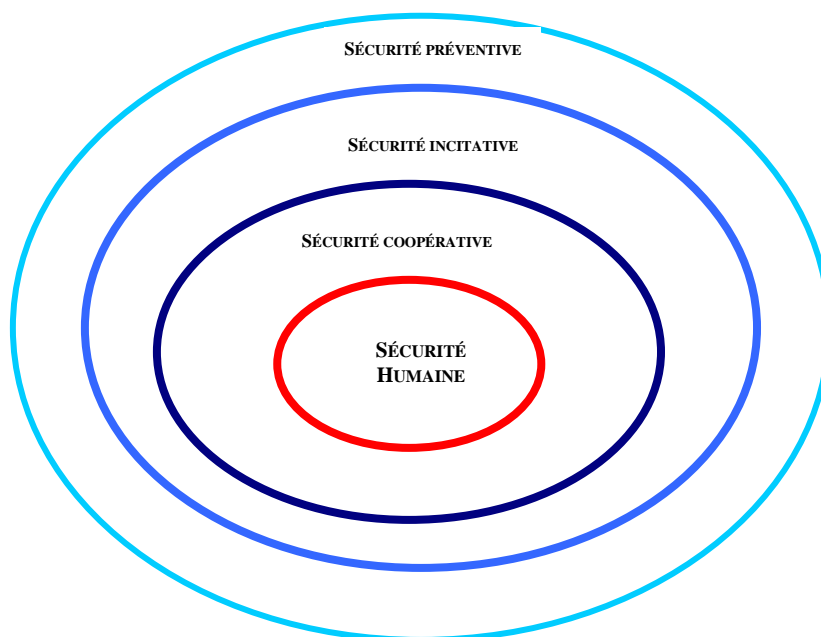 SÉCURITÉ PRÉVENTIVE
SÉCURITÉ INCITATIVE
SÉCURITÉ COOPÉRATIVE
SÉCURITÉ
HUMAINE